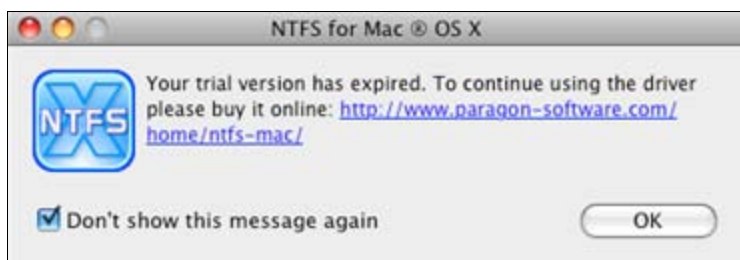 NTFS for Mac ® OS X
NTFS
Your trial version has expired. To continue using the driver
please buy it online: http://www.paragon-software.com/
home/ntfs-mac/
Don't show this message again
OK